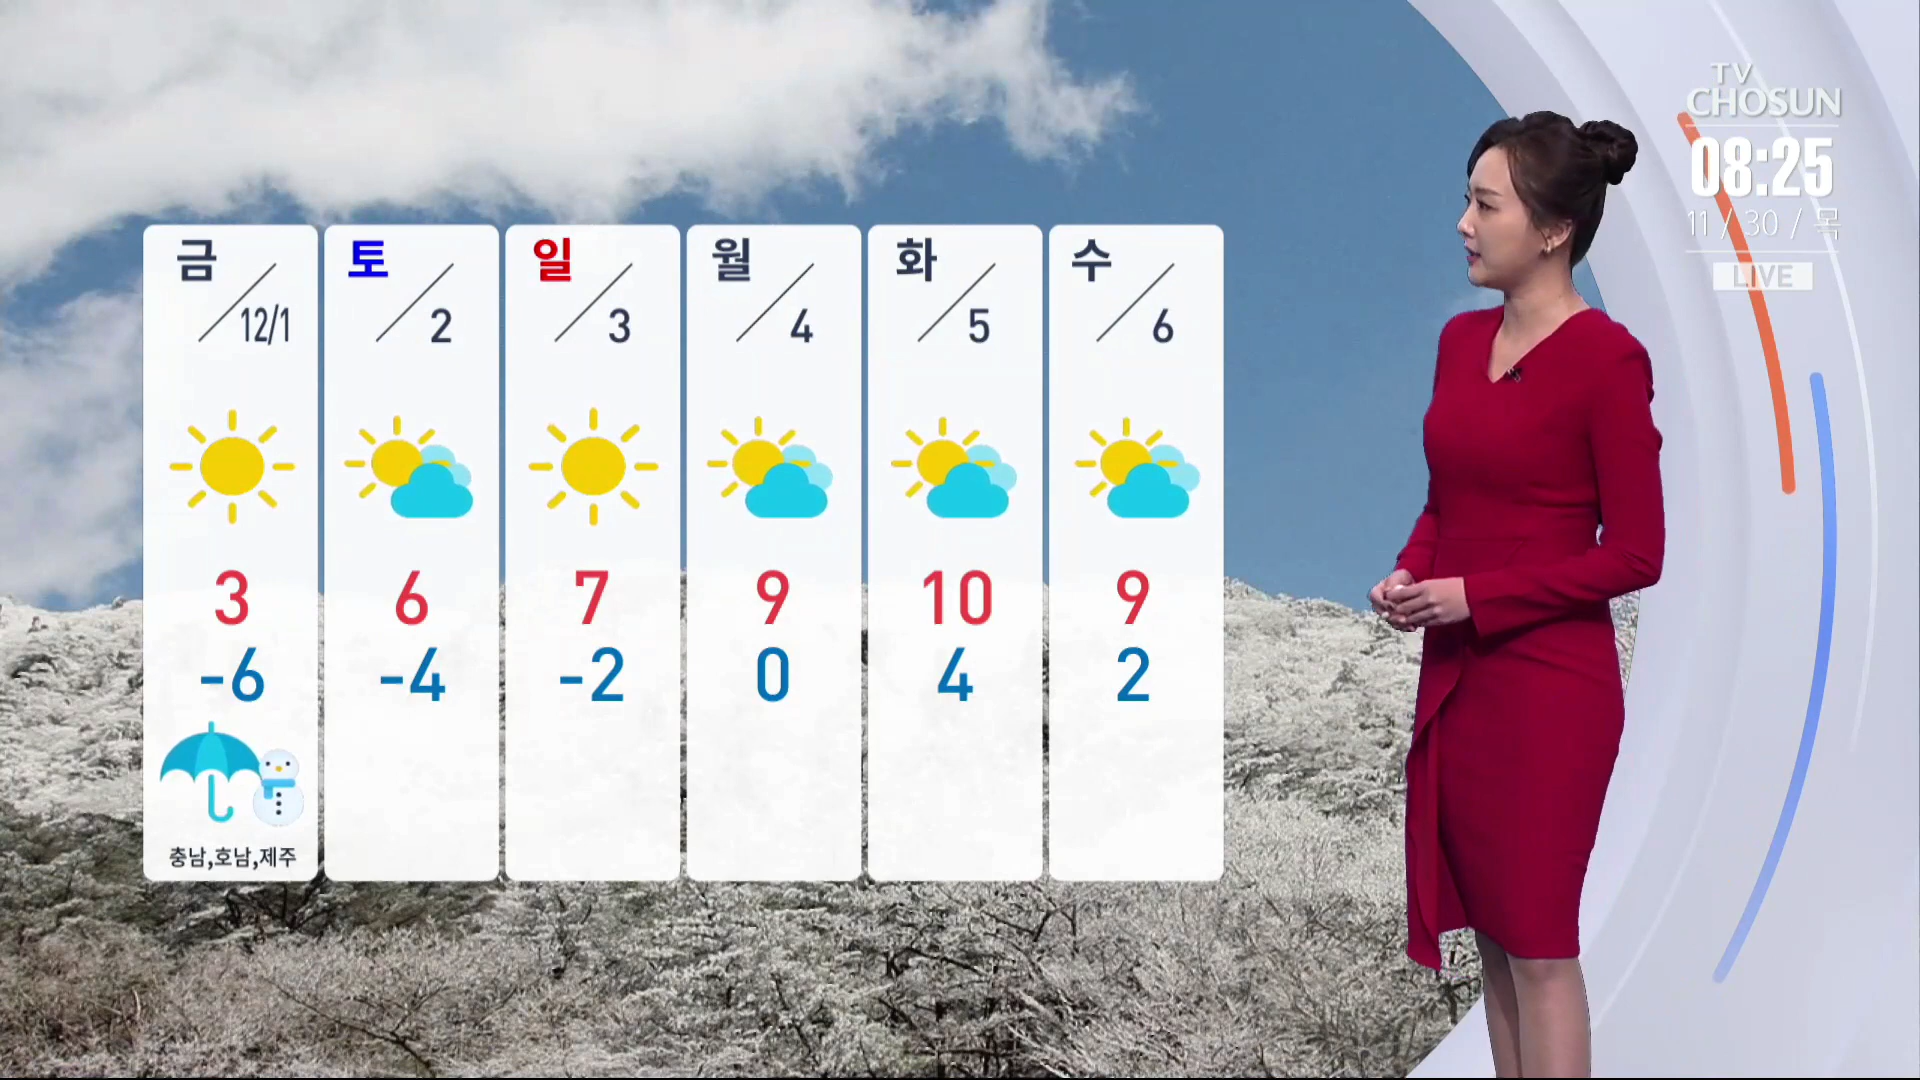 TV
CHOSUN
08:25
11 / 30 / 목
LIVE
금 12/1
토 2
일 3
월 4
화 5
수 6
3 6 7 9 10 9
-6 -4 -2 0 4 2
충남,호남,제주